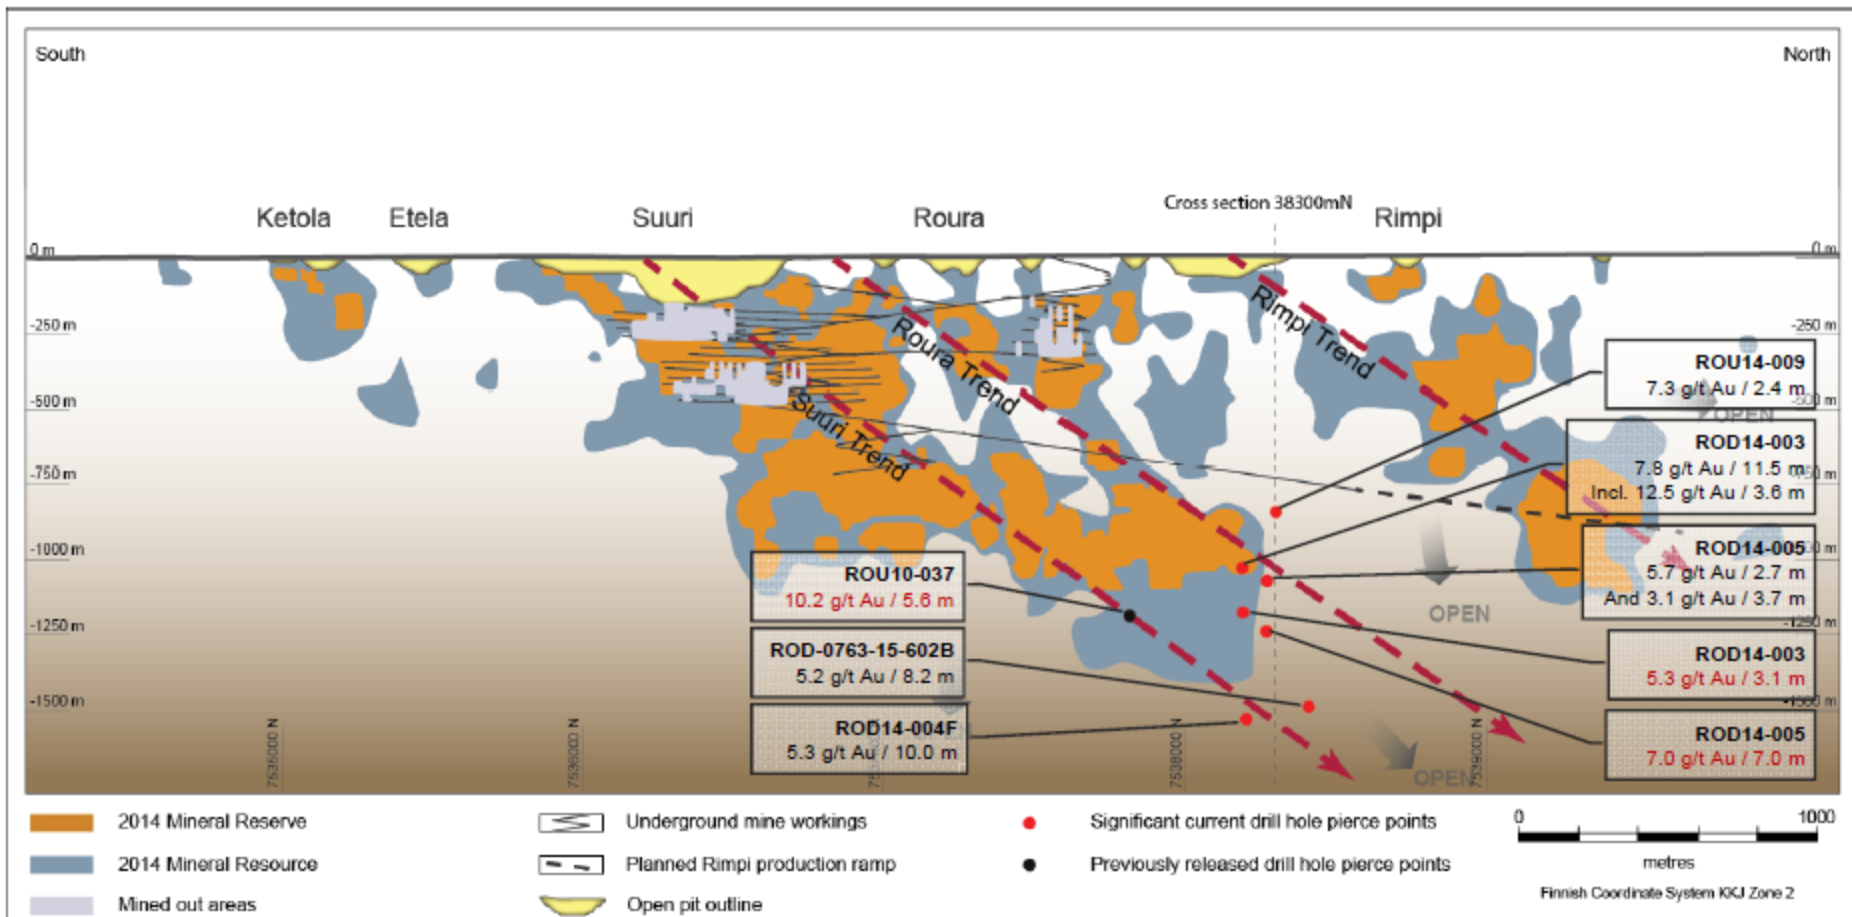 South
North
Cross section 38300mN
Ketola
Etela
Suuri
Roura
Rimpi
0 m
0 m
-250 m
-250 m
-500 m
-750 m
-1000 m
-1250 m
-1500 m
Rimpi Trend
Roura Trend
Suuri Trend
ROU14-009
7.3 g/t Au / 2.4 m
OPEN
ROD14-003
7.8 g/t Au / 11.5 m
Incl. 12.5 g/t Au / 3.6 m
ROD14-005
5.7 g/t Au / 2.7 m
And 3.1 g/t Au / 3.7 m
OPEN
ROU10-037
10.2 g/t Au / 5.6 m
ROD-0763-15-602B
5.2 g/t Au / 8.2 m
ROD14-003
5.3 g/t Au / 3.1 m
ROD14-004F
5.3 g/t Au / 10.0 m
ROD14-005
7.0 g/t Au / 7.0 m
OPEN
7535000 N
7536000 N
7538000 N
7539000 N
2014 Mineral Reserve
2014 Mineral Resource
Mined out areas
Underground mine workings
Planned Rimpi production ramp
Open pit outline
Significant current drill hole pierce points
Previously released drill hole pierce points
0
1000
metres
Finnish Coordinate System KKJ Zone 2